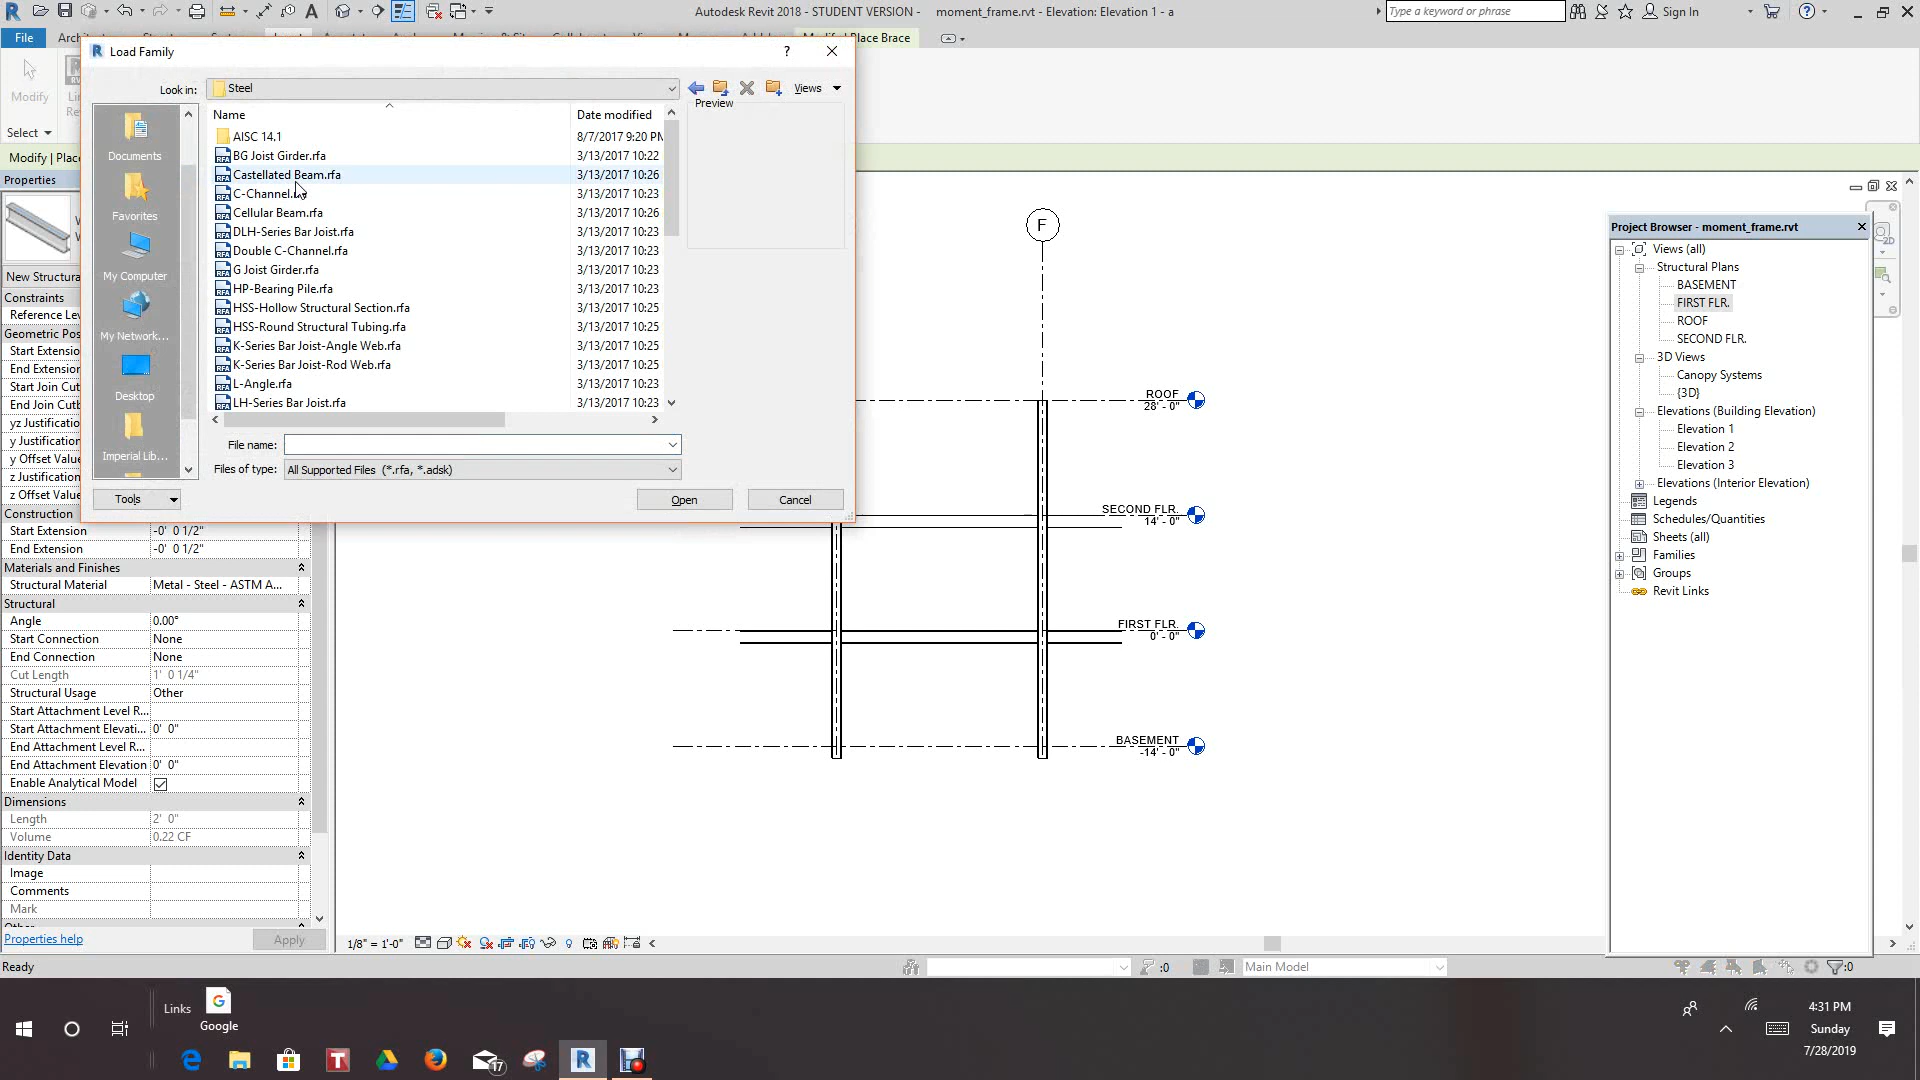 Autodesk Revit 2018 - STUDENT VERSION -    moment_frame.rvt - Elevation: Elevation 1 - a
Type a keyword or phrase
Sign In
File
Modify | Place Brace
Load Family
Modify
Select
Modify | Plac
Look in:
Steel
Views
Preview
Name
Date modified
AISC 14.1
8/7/2017 9:20 PM
BG Joist Girder.rfa
3/13/2017 10:22
Castellated Beam.rfa
3/13/2017 10:26
C-Channel.
3/13/2017 10:23
Cellular Beam.rfa
3/13/2017 10:26
DLH-Series Bar Joist.rfa
3/13/2017 10:23
Double C-Channel.rfa
3/13/2017 10:23
G Joist Girder.rfa
3/13/2017 10:23
HP-Bearing Pile.rfa
3/13/2017 10:23
HSS-Hollow Structural Section.rfa
3/13/2017 10:25
HSS-Round Structural Tubing.rfa
3/13/2017 10:25
K-Series Bar Joist-Angle Web.rfa
3/13/2017 10:25
K-Series Bar Joist-Rod Web.rfa
3/13/2017 10:25
L-Angle.rfa
3/13/2017 10:23
LH-Series Bar Joist.rfa
3/13/2017 10:23
Documents
Favorites
My Computer
My Network...
Desktop
Imperial Lib...
File name:
Files of type:
All Supported Files (*.rfa, *.adsk)
Tools
Open
Cancel
Properties
New Structura
Constraints
Reference Lev
Geometric Pos
Start Extensio
End Extension
Start Join Cut
End Join Cutb
yz Justificatio
y Justification
y Offset Value
z Justification
z Offset Value
Construction
Start Extension
-0' 0 1/2"
End Extension
-0' 0 1/2"
Materials and Finishes
Structural Material
Metal - Steel - ASTM A...
Structural
Angle
0.00°
Start Connection
None
End Connection
None
Cut Length
1' 0 1/4"
Structural Usage
Other
Start Attachment Level R...
Start Attachment Elevati...
0' 0"
End Attachment Level R...
End Attachment Elevation
0' 0"
Enable Analytical Model
Dimensions
Length
2' 0"
Volume
0.22 CF
Identity Data
Image
Comments
Mark
Properties help
Apply
F
ROOF
28' - 0"
SECOND FLR.
14' - 0"
FIRST FLR.
0' - 0"
BASEMENT
-14' - 0"
Project Browser - moment_frame.rvt
Views (all)
Structural Plans
BASEMENT
FIRST FLR.
ROOF
SECOND FLR.
3D Views
Canopy Systems
{3D}
Elevations (Building Elevation)
Elevation 1
Elevation 2
Elevation 3
Elevations (Interior Elevation)
Legends
Schedules/Quantities
Sheets (all)
Families
Groups
Revit Links
1/8" = 1'-0"
Ready
:0
Main Model
:0
Links
Google
17
4:31 PM
Sunday
7/28/2019